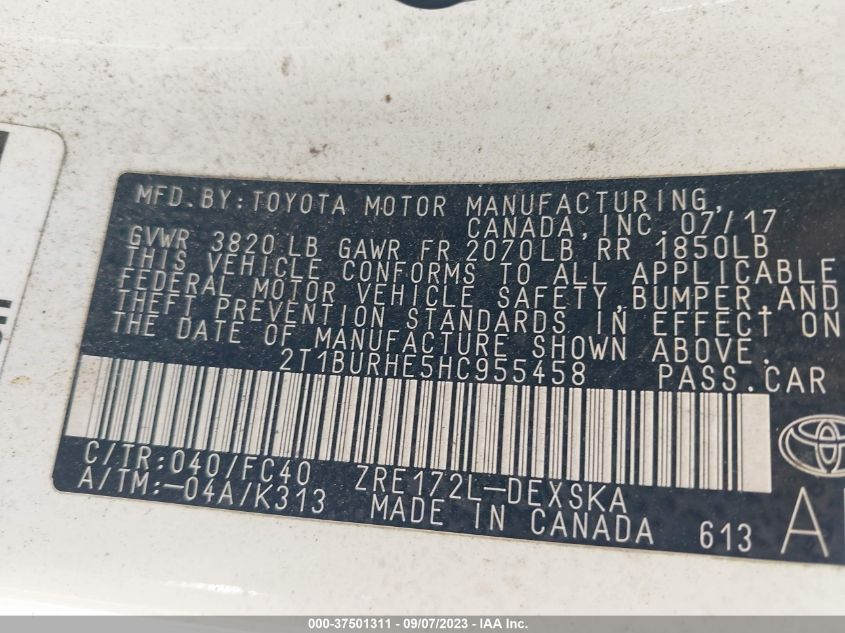 MFD.BY:TOYOTA MOTOR MANUFACTURING,
CANADA, INC. 07/17
GVWR 3820 LB GAWR FR 2070LB RR 1850LB
THIS VEHICLE CONFORMS TO ALL APPLICABLE
FEDERAL MOTOR VEHICLE SAFETY,BUMPER,AND
THEFT PREVENTION STANDARDS IN EFFECT ON
THE DATE OF MANUFACTURE SHOWN ABOVE.
2T1BURHE5HC955458 PASS.CAR
C/TR:040/FC40 ZRE172L-DEXSKA
A/TM:-04A/K313 MADE IN CANADA 613
A
000-37501311 - 09/07/2023 - IAA Inc.